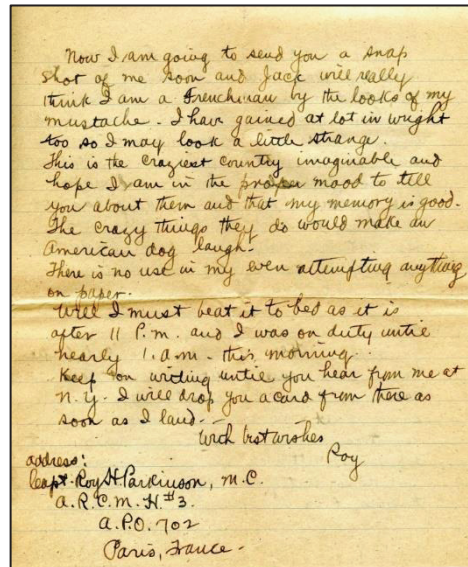 Now I am going to send you a snap
shot of me soon and Jack will really
think I am a Frenchman by the looks of my
mustache - I have gained at lot in wright
too so I may look a little strange.
This is the craziest country imaginable and
hope I am in the proper mood to tell
you about them and that my memory is good.
The crazy things they do would make an
American dog laugh.
There is no use in my even attempting anything
on paper.
Well I must beat it to bed as it is
after 11 P.m. and I was on duty until
nearly 1. a.m. this morning.
Keep on writing until you hear from me at
N.Y. I will drop you a card from there as
soon as I land. -
With best wishes
Roy
address:
Capt. Roy H Parkinson, M.C.
A.R.C.M.H #3.
A.P.O. 702
Paris, France -